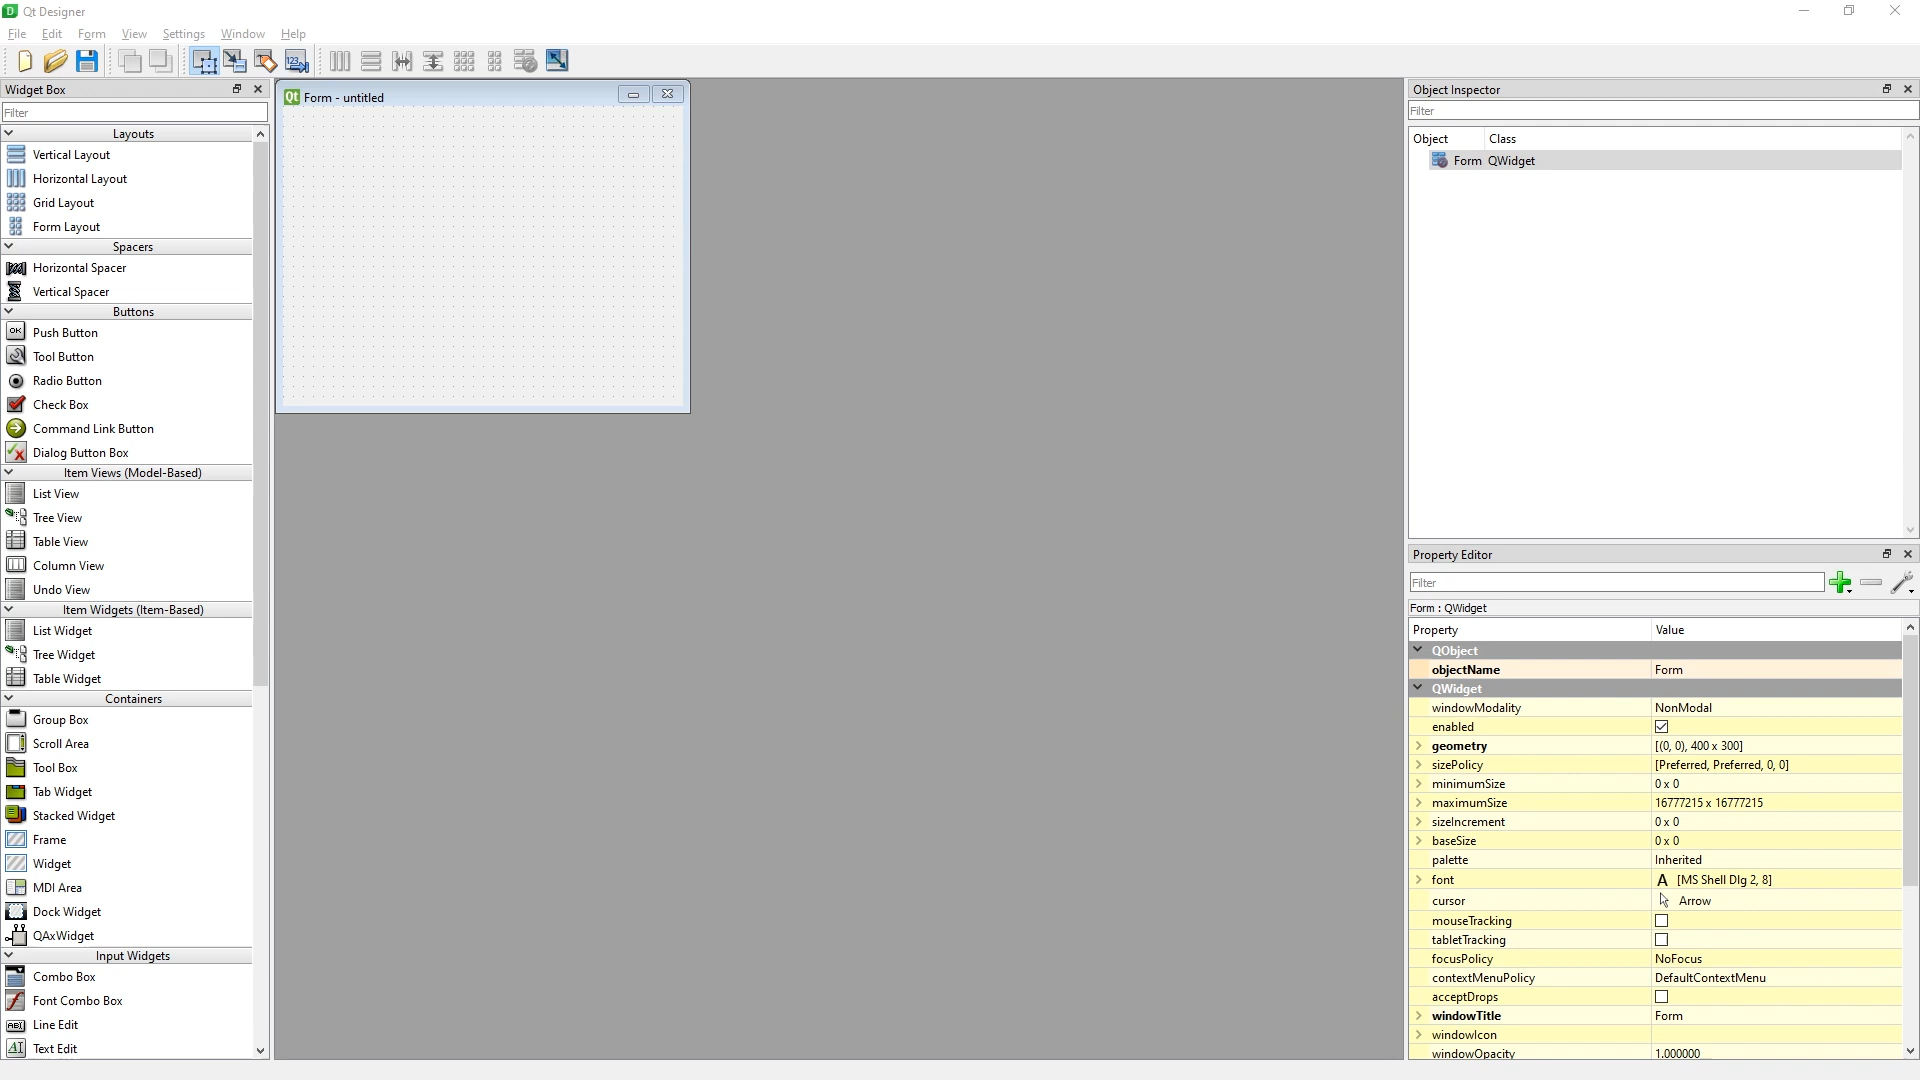 Qt Designer
File Edit Form View Settings Window Help
Widget Box
Filter
Layouts
Vertical Layout
Horizontal Layout
Grid Layout
Form Layout
Spacers
Horizontal Spacer
Vertical Spacer
Buttons
Push Button
Tool Button
Radio Button
Check Box
Command Link Button
Dialog Button Box
Item Views (Model-Based)
List View
Tree View
Table View
Column View
Undo View
Item Widgets (Item-Based)
List Widget
Tree Widget
Table Widget
Containers
Group Box
Scroll Area
Tool Box
Tab Widget
Stacked Widget
Frame
Widget
MDI Area
Dock Widget
QAxWidget
Input Widgets
Combo Box
Font Combo Box
Line Edit
Text Edit
Form - untitled
Object Inspector
Filter
Object Class
Form QWidget
Property Editor
Filter
Form : QWidget
Property Value
QObject
objectName Form
QWidget
windowModality NonModal
enabled
geometry [(0, 0), 400 x 300]
sizePolicy [Preferred, Preferred, 0, 0]
minimumSize 0 x 0
maximumSize 16777215 x 16777215
sizeIncrement 0 x 0
baseSize 0 x 0
palette Inherited
font A [MS Shell Dlg 2, 8]
cursor Arrow
mouseTracking
tabletTracking
focusPolicy NoFocus
contextMenuPolicy DefaultContextMenu
acceptDrops
windowTitle Form
windowIcon
windowOpacity 1.000000